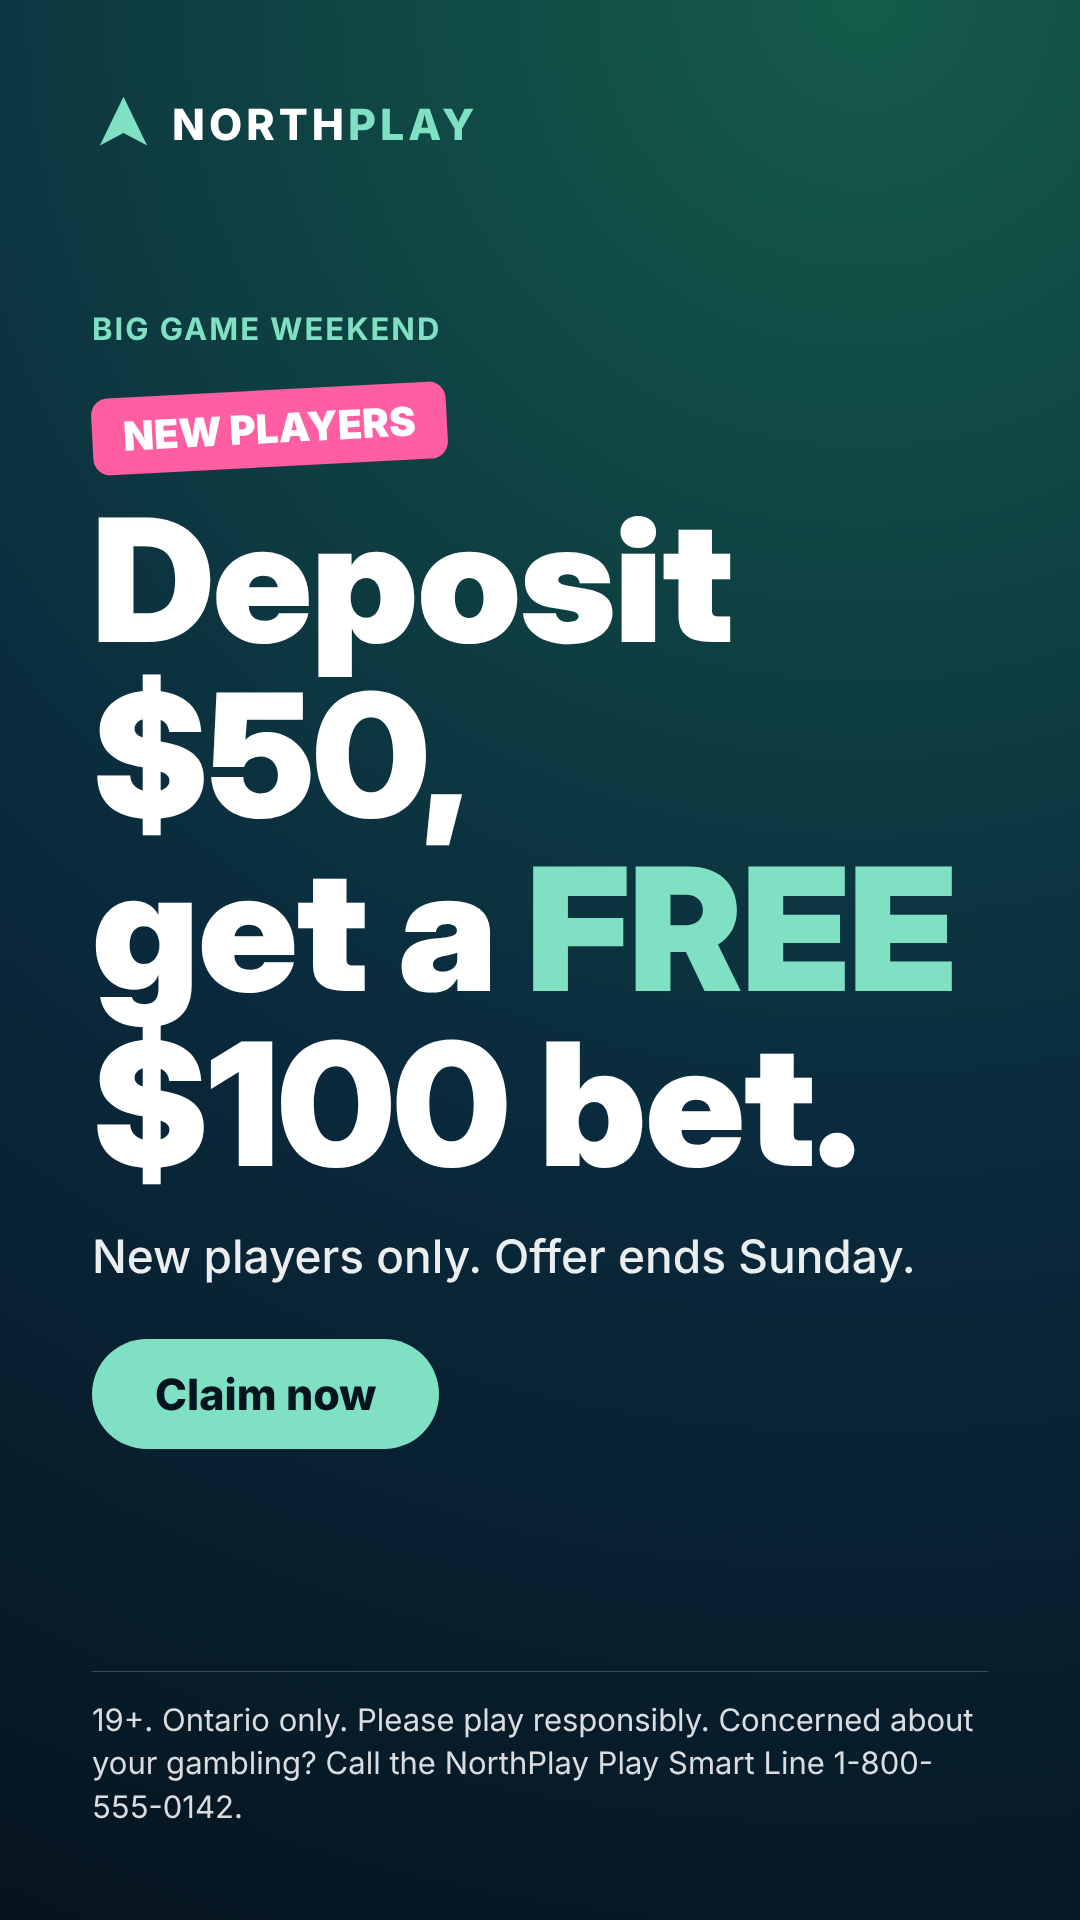 NORTHPLAY
BIG GAME WEEKEND
NEW PLAYERS
Deposit
$50,
get a FREE
$100 bet.
New players only. Offer ends Sunday.
Claim now
19+. Ontario only. Please play responsibly. Concerned about
your gambling? Call the NorthPlay Play Smart Line 1-800-
555-0142.